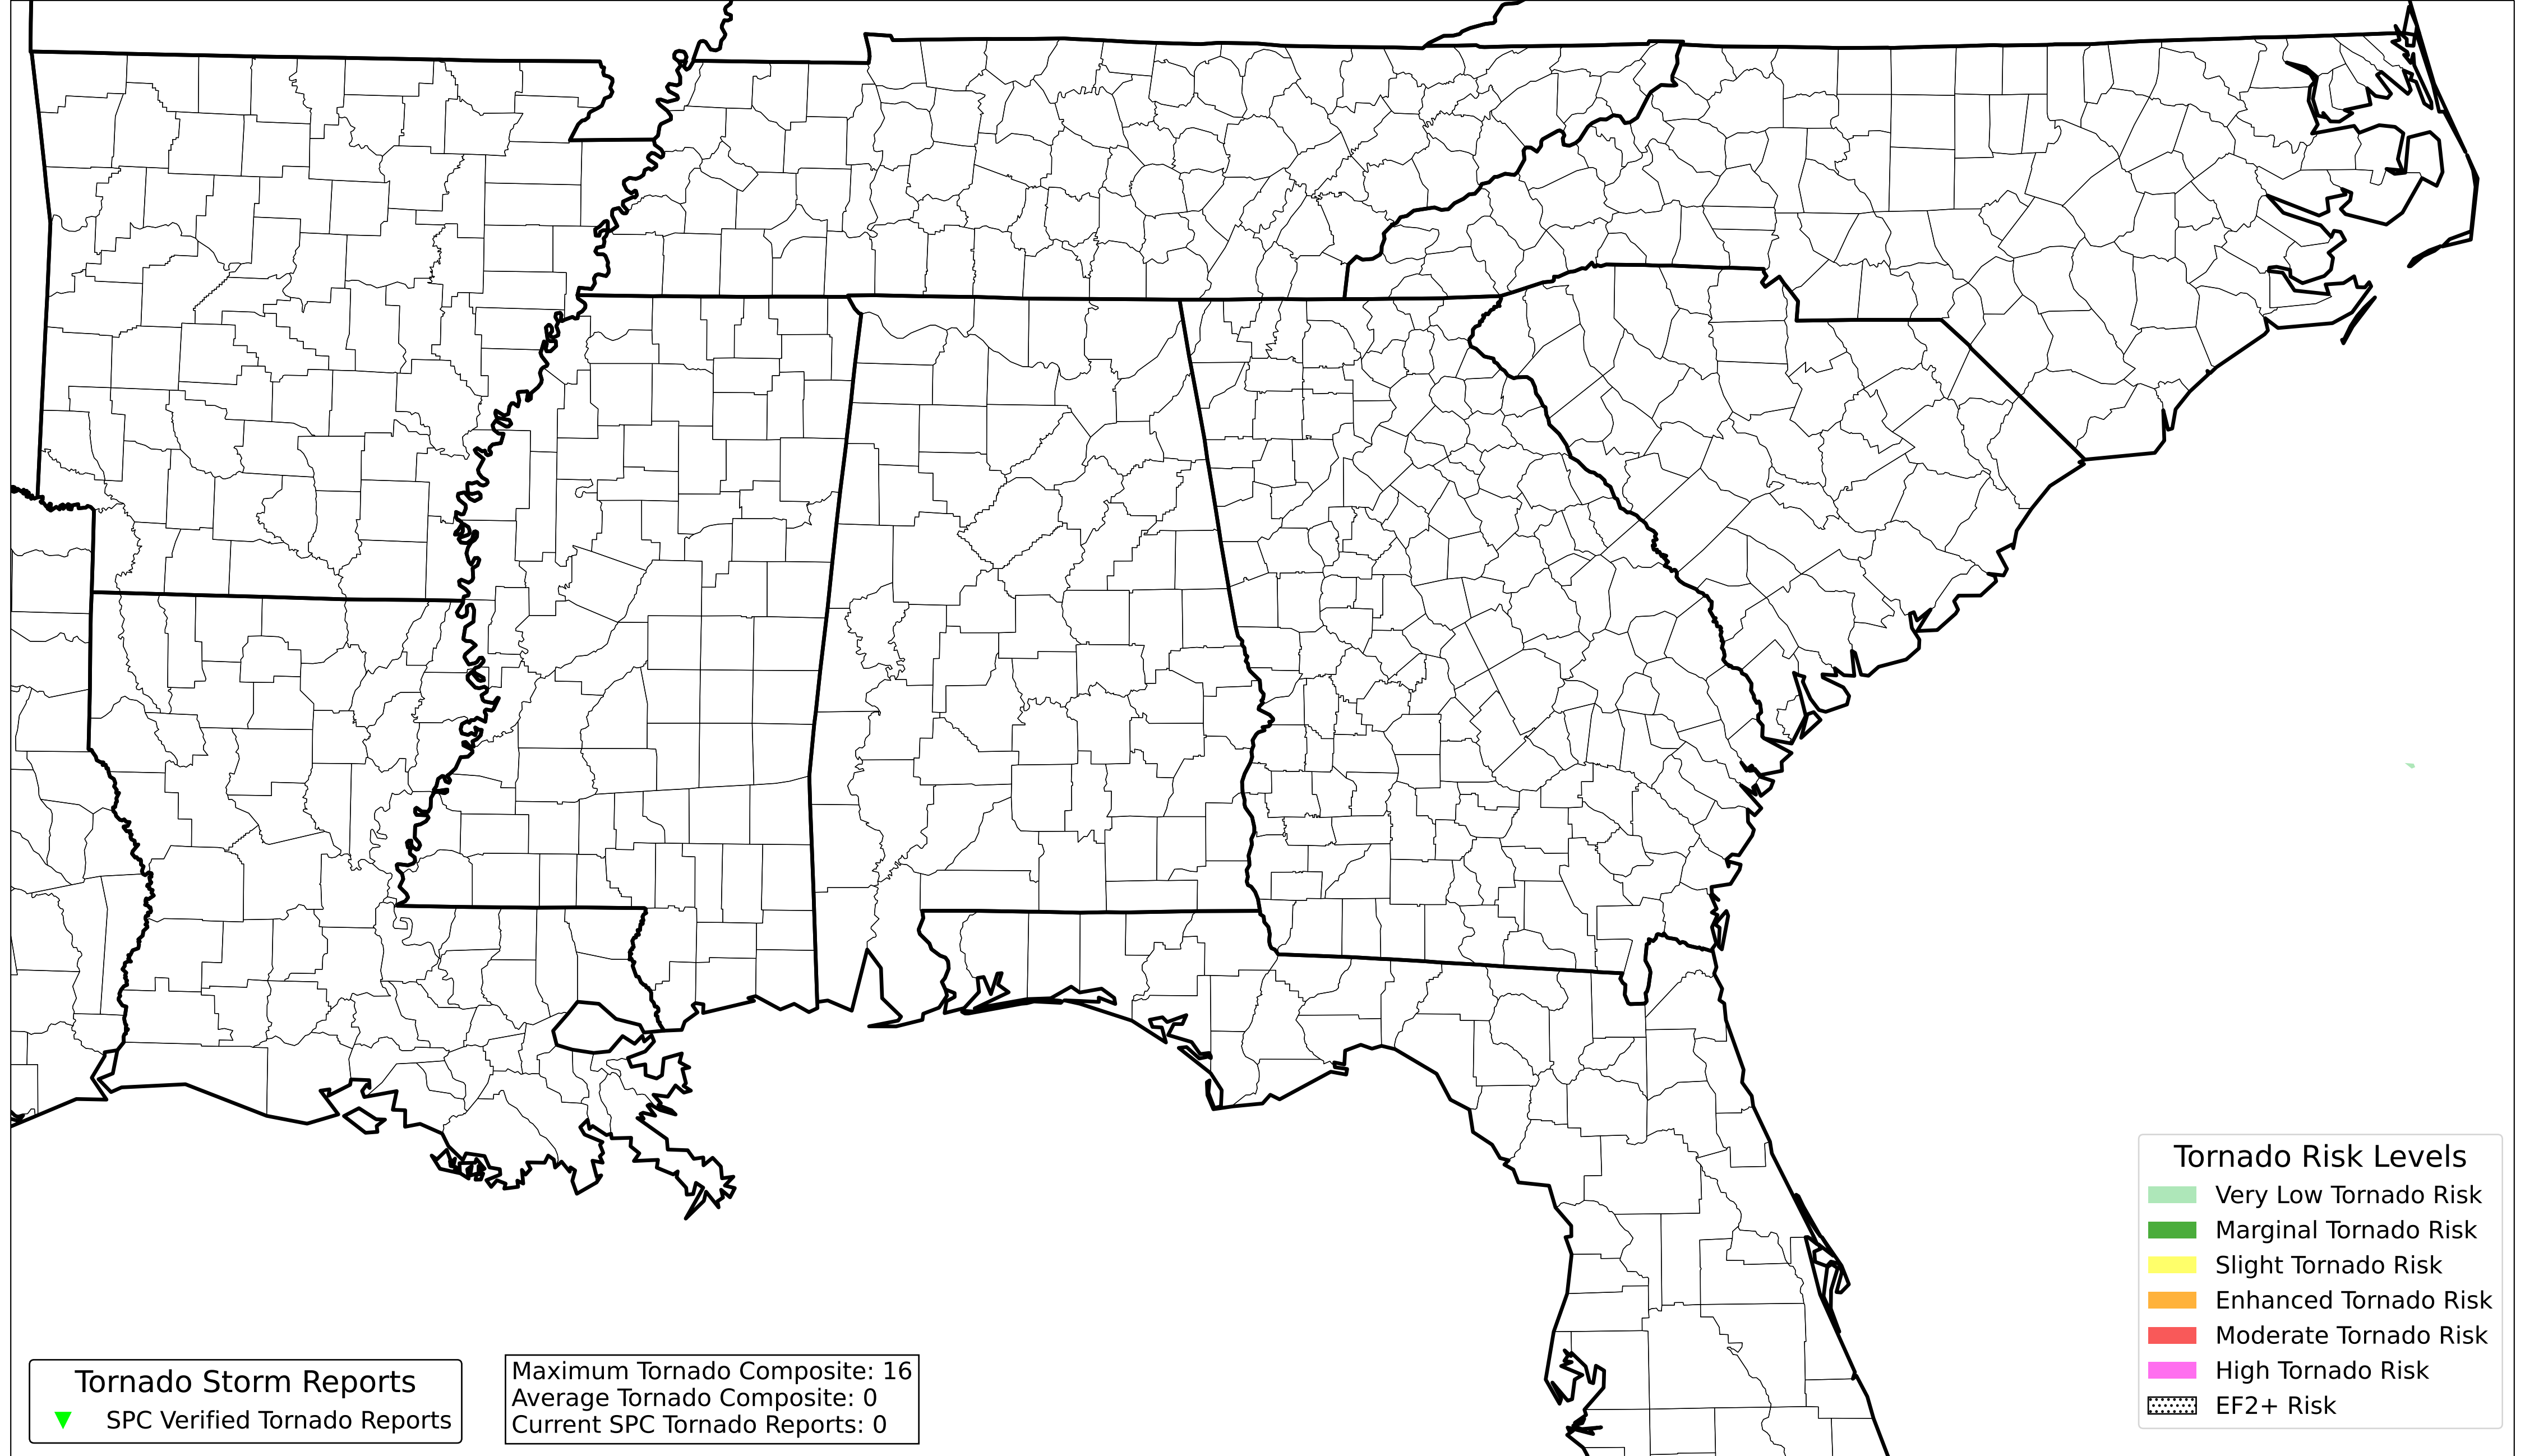 Tornado Risk Levels
Very Low Tornado Risk
Marginal Tornado Risk
Slight Tornado Risk
Enhanced Tornado Risk
Moderate Tornado Risk
High Tornado Risk
EF2+ Risk
Tornado Storm Reports
SPC Verified Tornado Reports
Maximum Tornado Composite: 16
Average Tornado Composite: 0
Current SPC Tornado Reports: 0